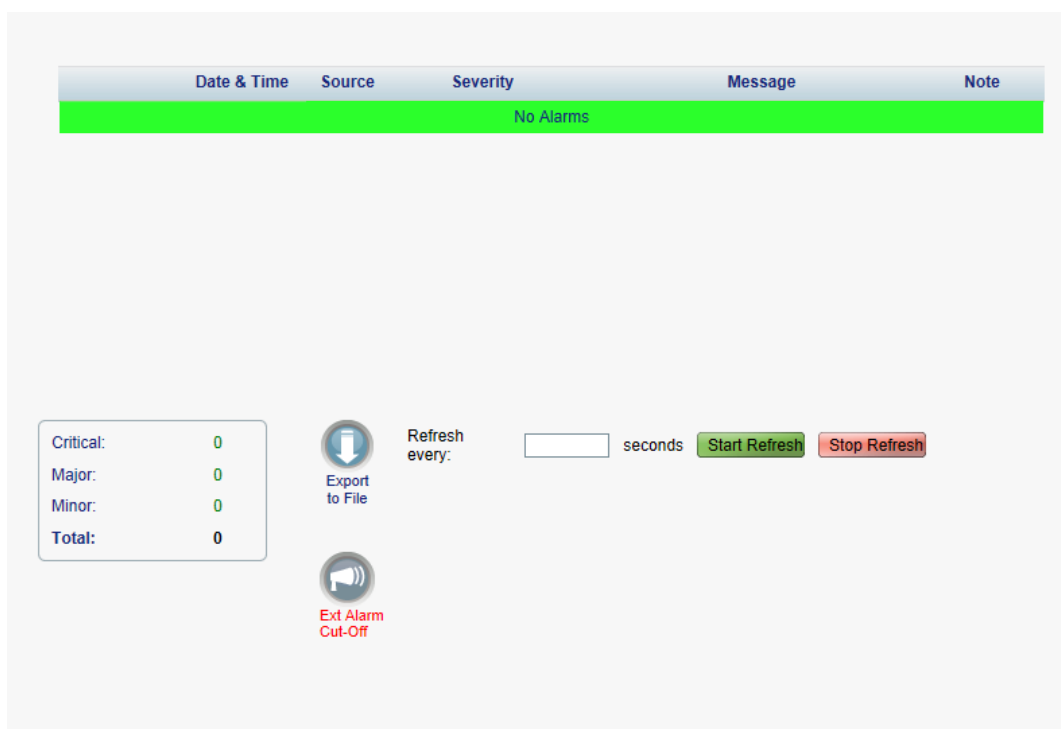 Date & Time Source Severity Message Note
No Alarms
Critical: 0
Major: 0
Minor: 0
Total: 0
Export
to File
Refresh
every:
seconds Start Refresh Stop Refresh
Ext Alarm
Cut-Off